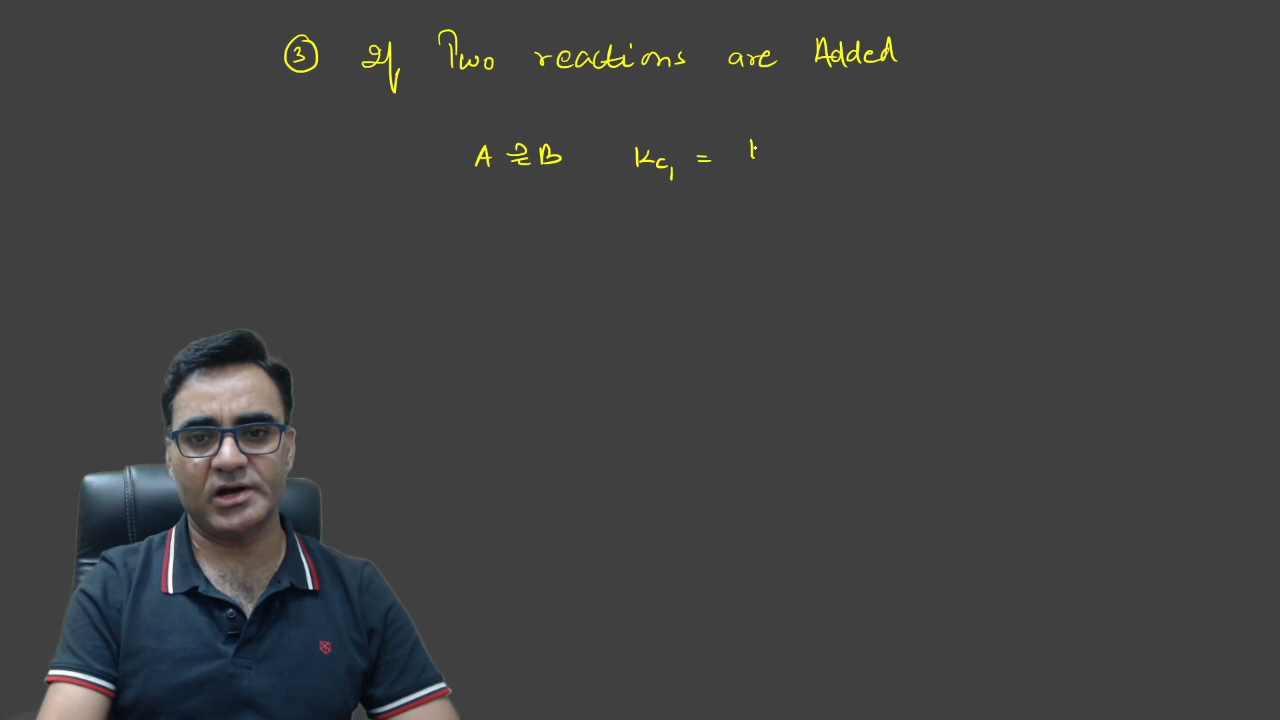 ③ If Two reactions are Added
A ⇌ B Kc₁ =